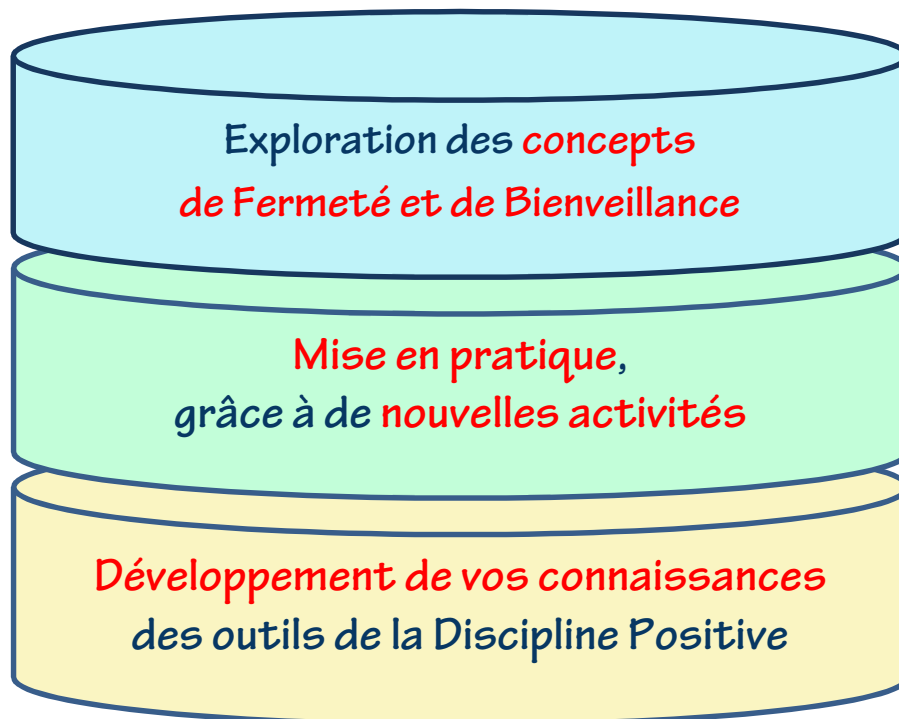 Exploration des concepts
de Fermeté et de Bienveillance
Mise en pratique,
grâce à de nouvelles activités
Développement de vos connaissances
des outils de la Discipline Positive